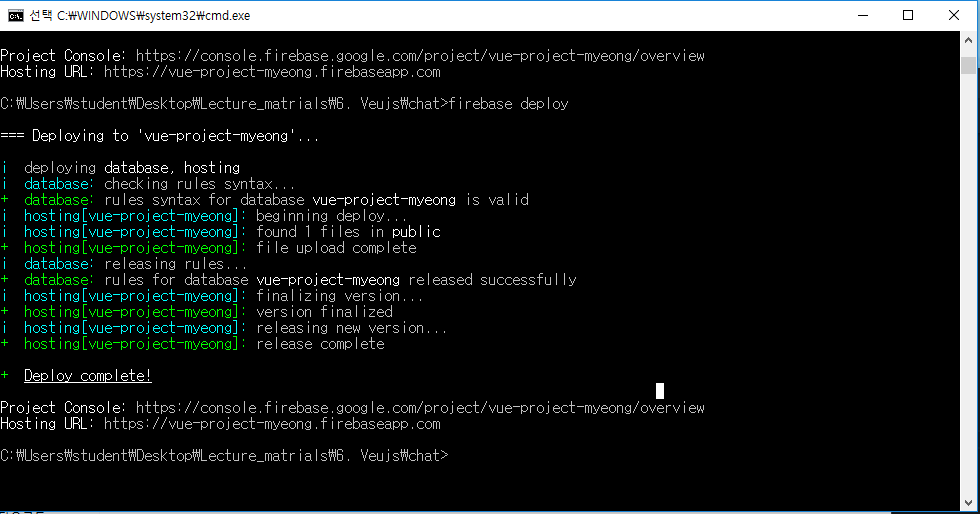 선택 C:₩WINDOWS₩system32₩cmd.exe
Project Console: https://console.firebase.google.com/project/vue-project-myeong/overview
Hosting URL: https://vue-project-myeong.firebaseapp.com
C:₩Users₩student₩Desktop₩Lecture_matrials₩6. Veujs₩chat>firebase deploy
=== Deploying to 'vue-project-myeong'...
i  deploying database, hosting
i  database: checking rules syntax...
+  database: rules syntax for database vue-project-myeong is valid
i  hosting[vue-project-myeong]: beginning deploy...
i  hosting[vue-project-myeong]: found 1 files in public
+  hosting[vue-project-myeong]: file upload complete
i  database: releasing rules...
+  database: rules for database vue-project-myeong released successfully
i  hosting[vue-project-myeong]: finalizing version...
+  hosting[vue-project-myeong]: version finalized
i  hosting[vue-project-myeong]: releasing new version...
+  hosting[vue-project-myeong]: release complete
+  Deploy complete!
Project Console: https://console.firebase.google.com/project/vue-project-myeong/overview
Hosting URL: https://vue-project-myeong.firebaseapp.com
C:₩Users₩student₩Desktop₩Lecture_matrials₩6. Veujs₩chat>